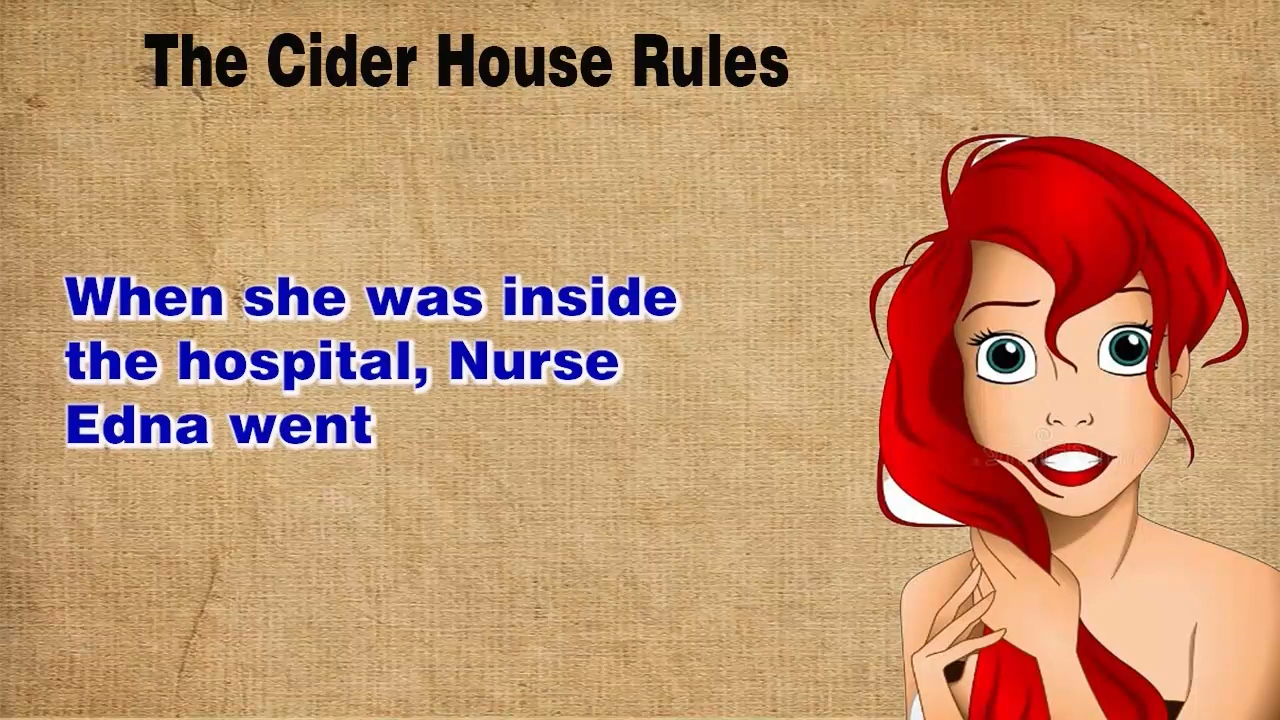 The Cider House Rules
When she was inside
the hospital, Nurse
Edna went